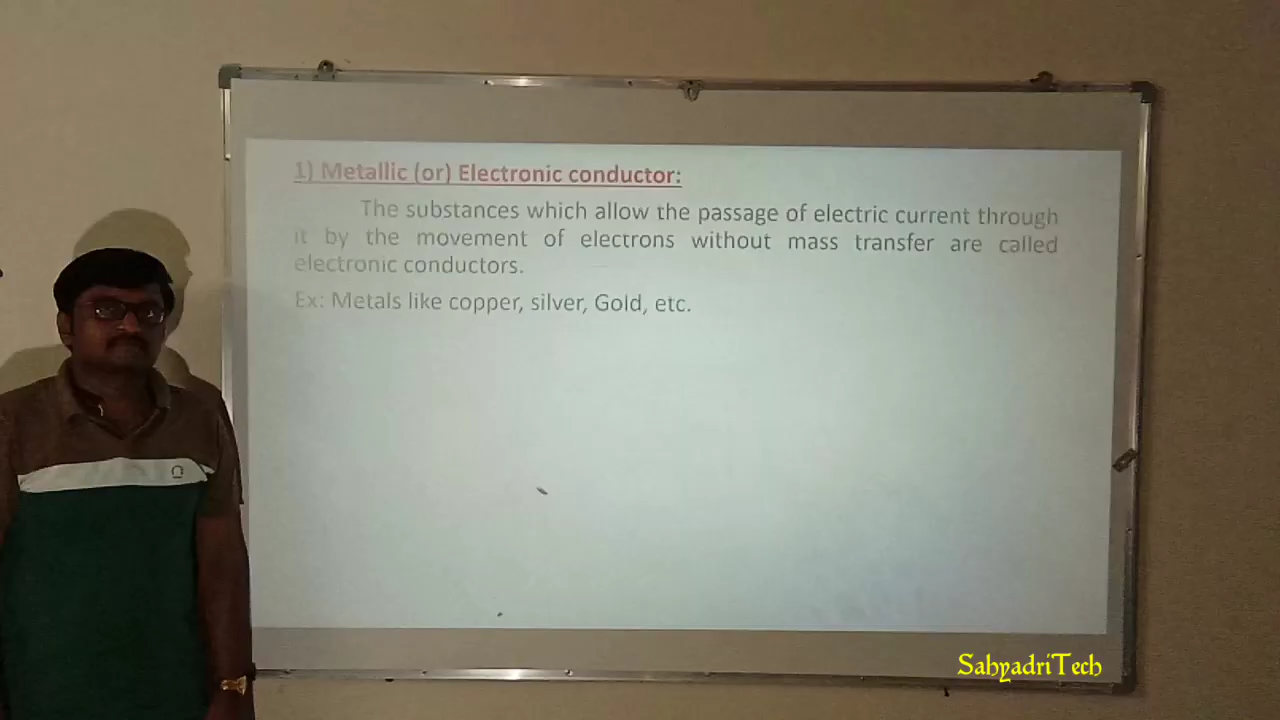 1) Metallic (or) Electronic conductor:
The substances which allow the passage of electric current through
it by the movement of electrons without mass transfer are called
electronic conductors.
Ex: Metals like copper, silver, Gold, etc.
SahyadriTech